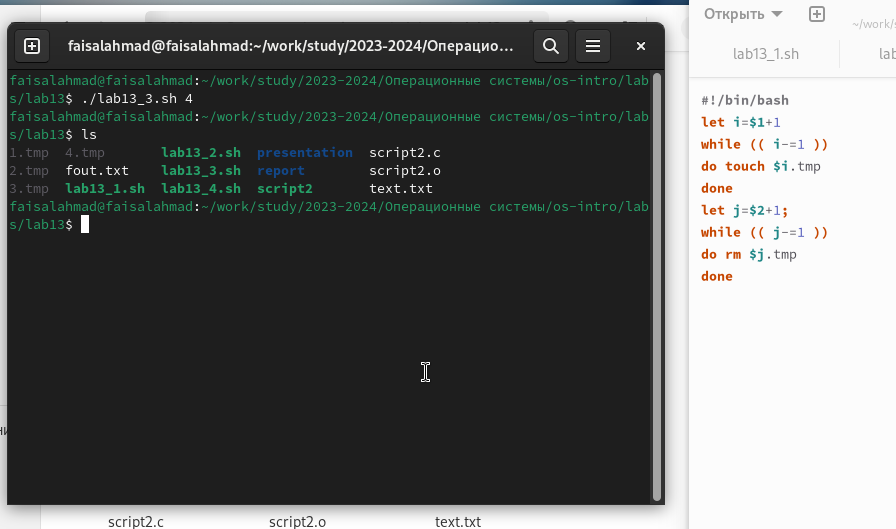 Открыть
~/work/s
faisalahmad@faisalahmad:~/work/study/2023-2024/Операцио...
lab13_1.sh
lab
faisalahmad@faisalahmad:~/work/study/2023-2024/Операционные системы/os-intro/lab
s/lab13$ ./lab13_3.sh 4
faisalahmad@faisalahmad:~/work/study/2023-2024/Операционные системы/os-intro/lab
s/lab13$ ls
1.tmp 4.tmp lab13_2.sh presentation script2.c
2.tmp fout.txt lab13_3.sh report script2.o
3.tmp lab13_1.sh lab13_4.sh script2 text.txt
faisalahmad@faisalahmad:~/work/study/2023-2024/Операционные системы/os-intro/lab
s/lab13$
#!/bin/bash
let i=$1+1
while (( i-=1 ))
do touch $i.tmp
done
let j=$2+1;
while (( j-=1 ))
do rm $j.tmp
done
script2.c script2.o text.txt